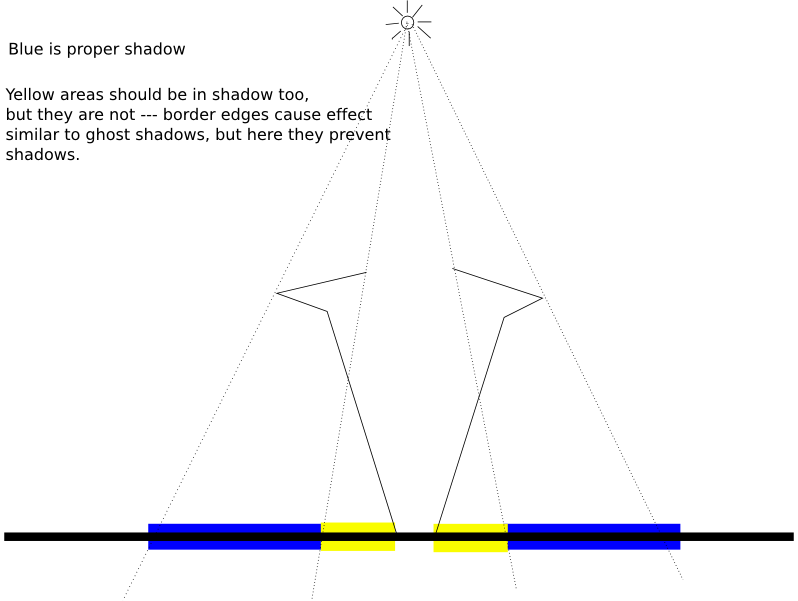 Blue is proper shadow
Yellow areas should be in shadow too,
but they are not --- border edges cause effect
similar to ghost shadows, but here they prevent
shadows.